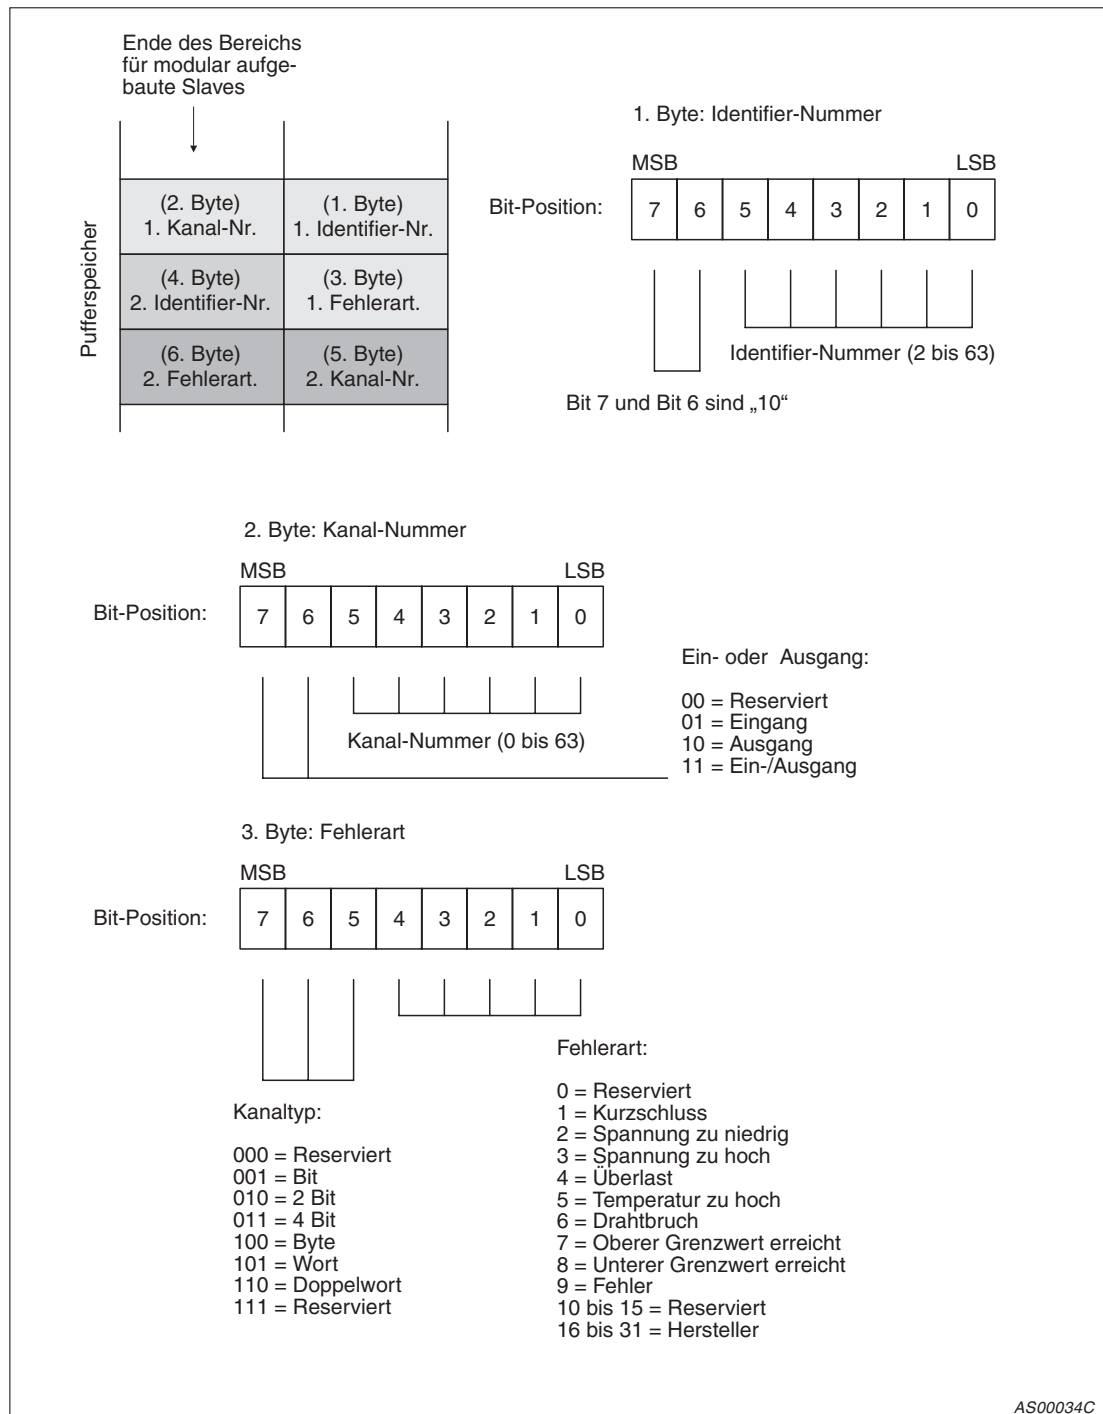 Ende des Bereichs
für modular aufge-
baute Slaves
Pufferspeicher
(2. Byte)
1. Kanal-Nr.
(1. Byte)
1. Identifier-Nr.
(4. Byte)
2. Identifier-Nr.
(3. Byte)
1. Fehlerart.
(6. Byte)
2. Fehlerart.
(5. Byte)
2. Kanal-Nr.
1. Byte: Identifier-Nummer
MSB LSB
Bit-Position: 7 6 5 4 3 2 1 0
Identifier-Nummer (2 bis 63)
Bit 7 und Bit 6 sind „10“
2. Byte: Kanal-Nummer
MSB LSB
Bit-Position: 7 6 5 4 3 2 1 0
Kanal-Nummer (0 bis 63)
Ein- oder Ausgang:
00 = Reserviert
01 = Eingang
10 = Ausgang
11 = Ein-/Ausgang
3. Byte: Fehlerart
MSB LSB
Bit-Position: 7 6 5 4 3 2 1 0
Kanaltyp:
000 = Reserviert
001 = Bit
010 = 2 Bit
011 = 4 Bit
100 = Byte
101 = Wort
110 = Doppelwort
111 = Reserviert
Fehlerart:
0 = Reserviert
1 = Kurzschluss
2 = Spannung zu niedrig
3 = Spannung zu hoch
4 = Überlast
5 = Temperatur zu hoch
6 = Drahtbruch
7 = Oberer Grenzwert erreicht
8 = Unterer Grenzwert erreicht
9 = Fehler
10 bis 15 = Reserviert
16 bis 31 = Hersteller
AS00034C